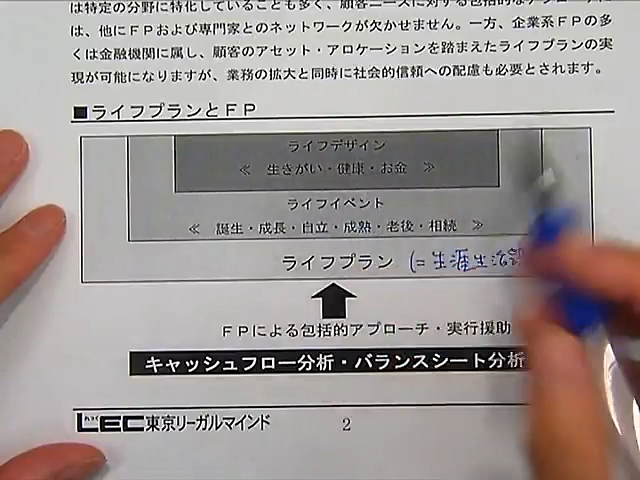 は特定の分野に特化していることも多く、顧客ニーズに対する包括的な
は、他にＦＰおよび専門家とのネットワークが欠かせません。一方、企業系ＦＰの多
くは金融機関に属し、顧客のアセット・アロケーションを踏まえたライフプランの実
現が可能になりますが、業務の拡大と同時に社会的信頼への配慮も必要とされます。
■ライフプランとＦＰ
ライフデザイン
≪ 生きがい・健康・お金 ≫
ライフイベント
≪ 誕生・成長・自立・成熟・老後・相続 ≫
ライフプラン (=生涯生活設
ＦＰによる包括的アプローチ・実行援助
キャッシュフロー分析・バランスシート分析
LEC東京リーガルマインド 2